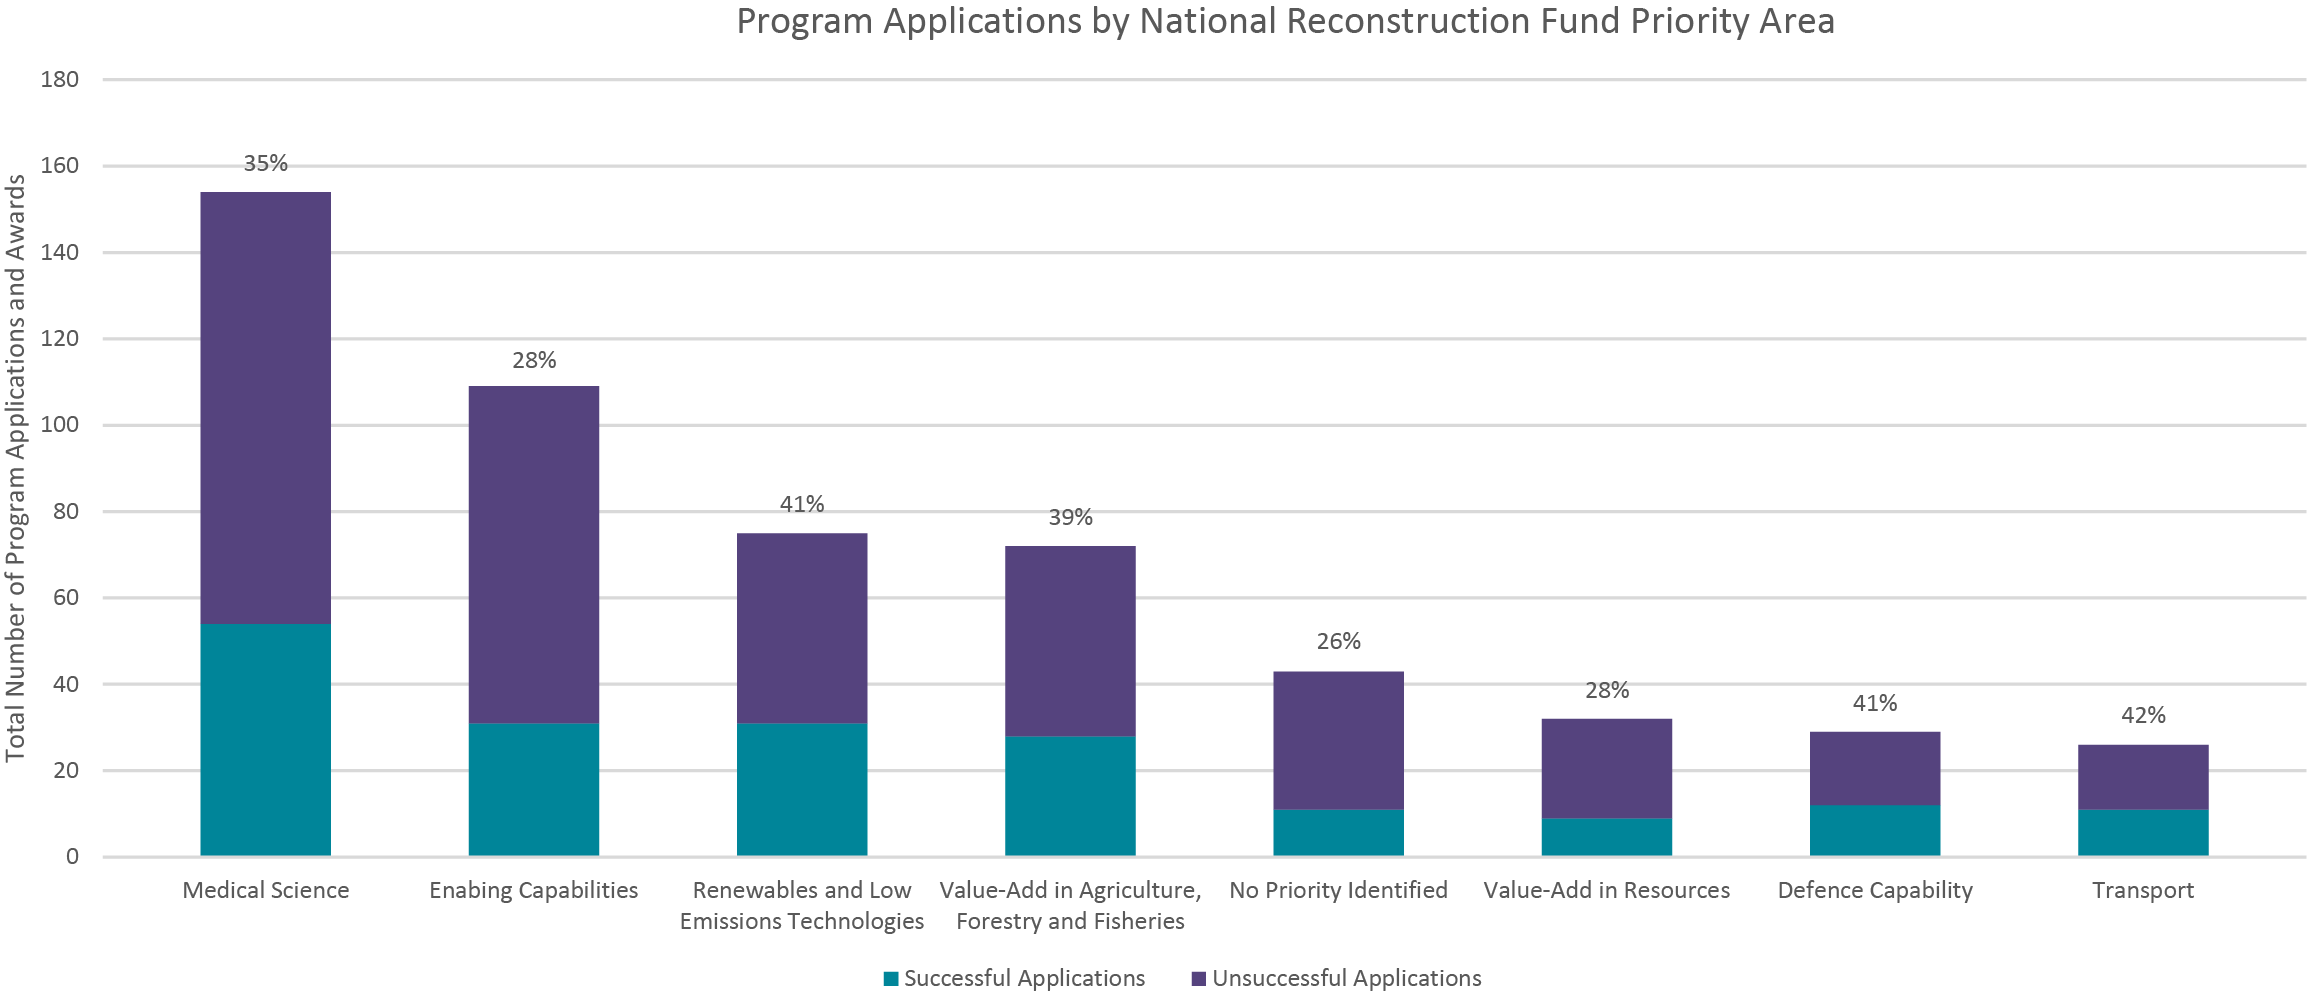 Program Applications by National Reconstruction Fund Priority Area
Total Number of Program Applications and Awards
180
160
140
120
100
80
60
40
20
0
35%
28%
41%
39%
26%
28%
41%
42%
Medical Science
Enabing Capabilities
Renewables and Low
Emissions Technologies
Value-Add in Agriculture,
Forestry and Fisheries
No Priority Identified
Value-Add in Resources
Defence Capability
Transport
Successful Applications
Unsuccessful Applications